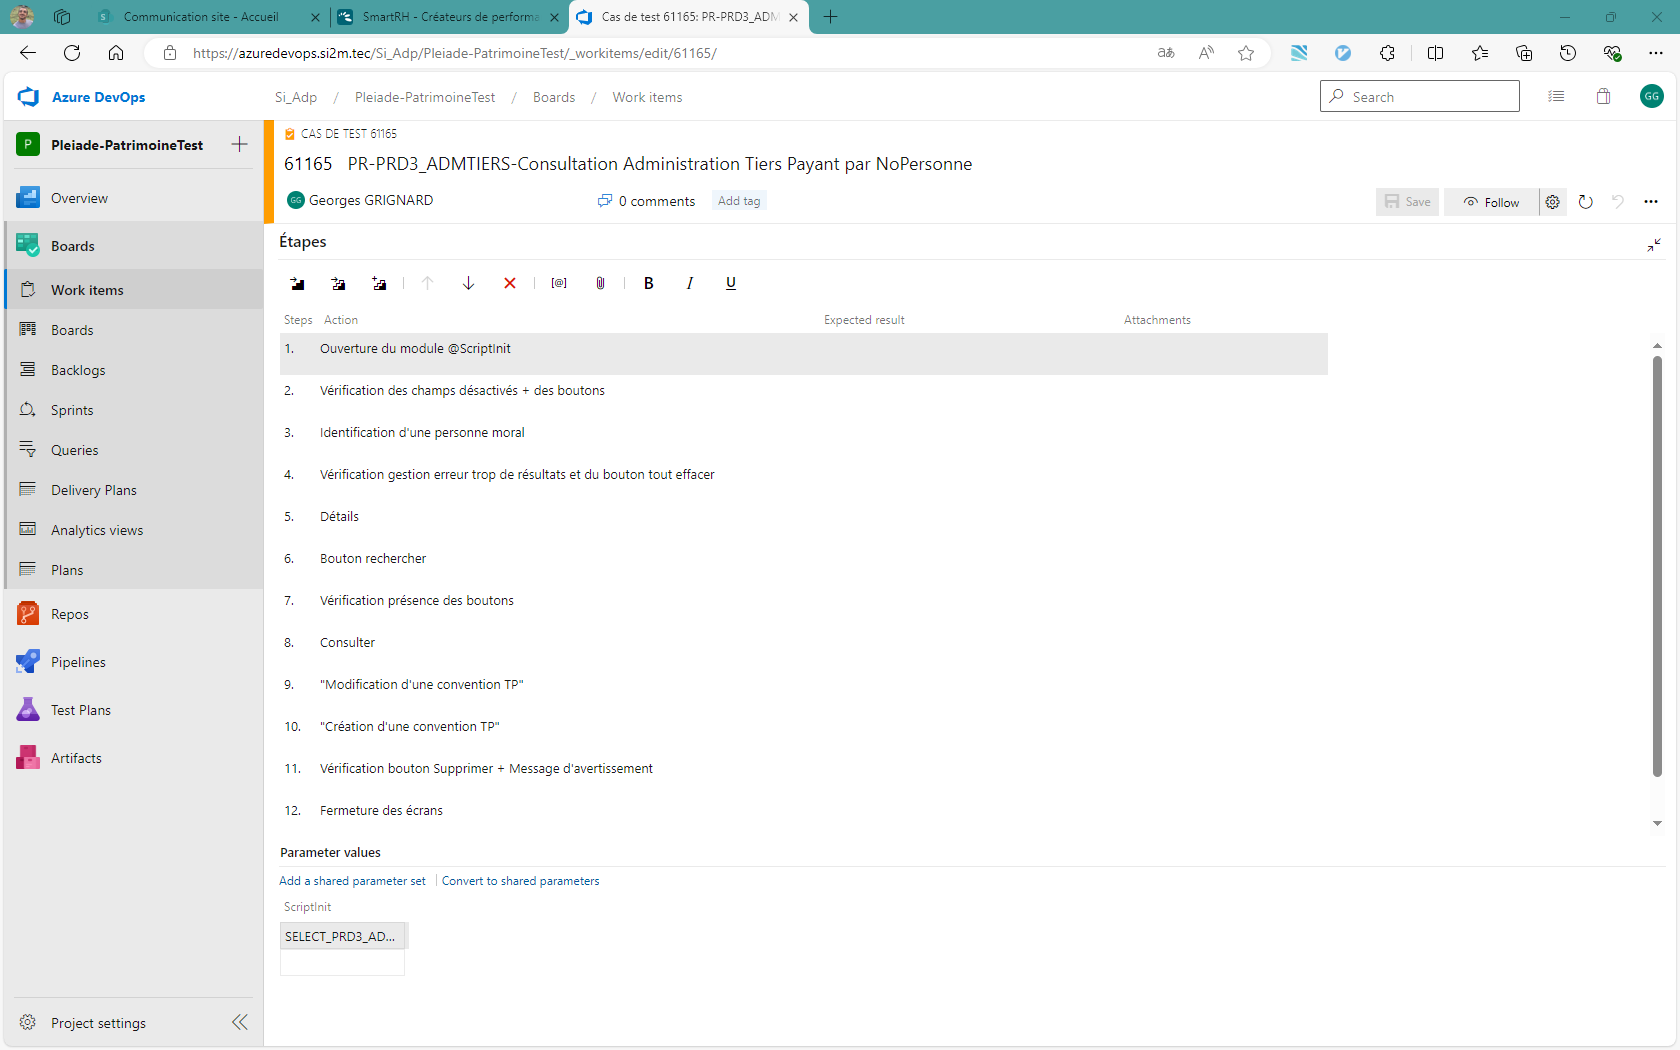 Communication site - Accueil
SmartRH - Créateurs de performa
Cas de test 61165: PR-PRD3_ADM
https://azuredevops.si2m.tec/Si_Adp/Pleiade-PatrimoineTest/_workitems/edit/61165/
Azure DevOps
Si_Adp / Pleiade-PatrimoineTest / Boards / Work items
Search
GG
P Pleiade-PatrimoineTest
Overview
Boards
Work items
Boards
Backlogs
Sprints
Queries
Delivery Plans
Analytics views
Plans
Repos
Pipelines
Test Plans
Artifacts
Project settings
CAS DE TEST 61165
61165 PR-PRD3_ADMTIERS-Consultation Administration Tiers Payant par NoPersonne
GG Georges GRIGNARD
0 comments
Add tag
Save
Follow
Étapes
B I U
Steps Action Expected result Attachments
1. Ouverture du module @ScriptInit
2. Vérification des champs désactivés + des boutons
3. Identification d'une personne moral
4. Vérification gestion erreur trop de résultats et du bouton tout effacer
5. Détails
6. Bouton rechercher
7. Vérification présence des boutons
8. Consulter
9. "Modification d'une convention TP"
10. "Création d'une convention TP"
11. Vérification bouton Supprimer + Message d'avertissement
12. Fermeture des écrans
Parameter values
Add a shared parameter set | Convert to shared parameters
ScriptInit
SELECT_PRD3_AD...